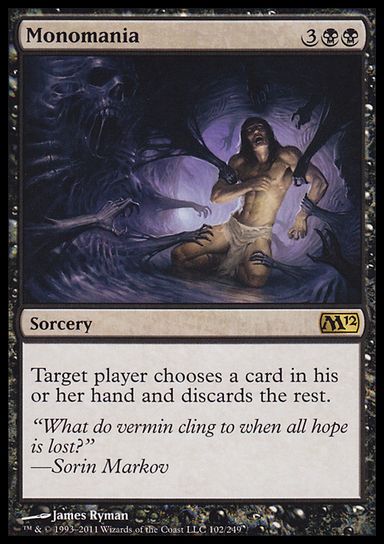 Monomania 3
Sorcery M12
Target player chooses a card in his
or her hand and discards the rest.
“What do vermin cling to when all hope
is lost?”
—Sorin Markov
James Ryman
™ & © 1993–2011 Wizards of the Coast LLC 102/249